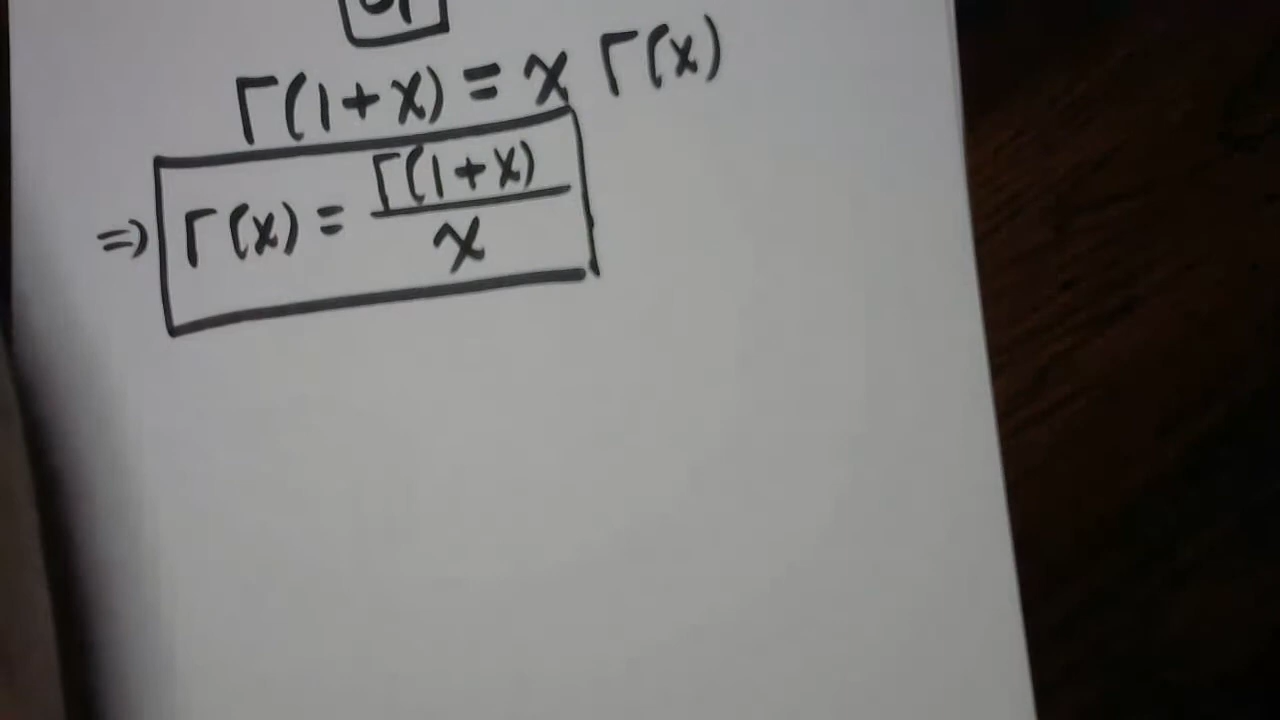 Γ(1+x) = x Γ(x)
⇒ Γ(x) = Γ(1+x)/x